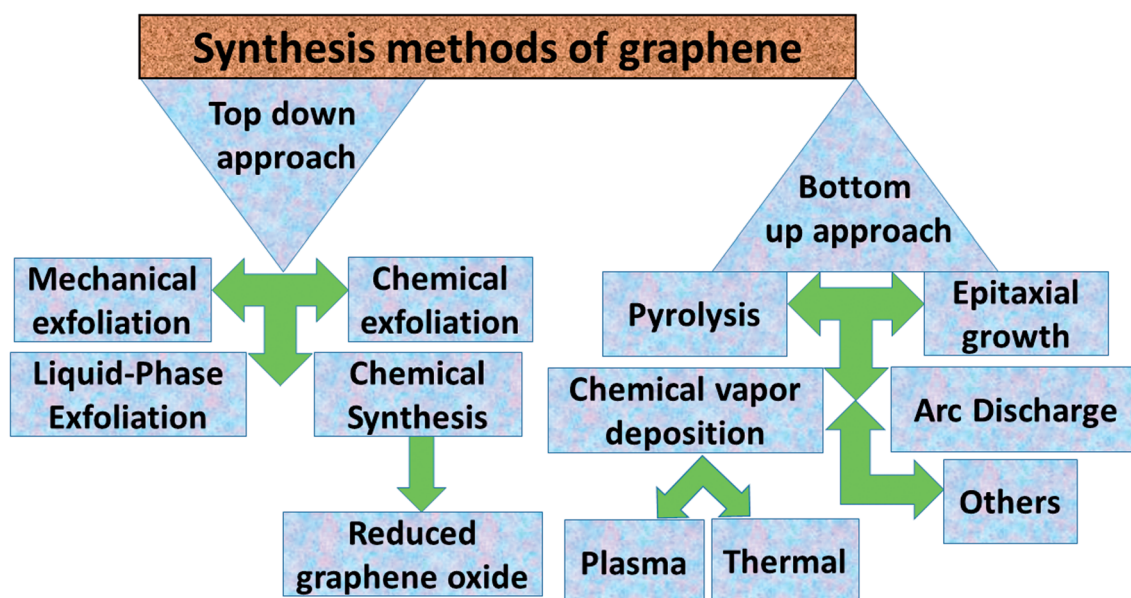 Synthesis methods of graphene
Top down
approach
Bottom
up approach
Mechanical
exfoliation
Chemical
exfoliation
Liquid-Phase
Exfoliation
Chemical
Synthesis
Reduced
graphene oxide
Pyrolysis
Epitaxial
growth
Chemical vapor
deposition
Arc Discharge
Others
Plasma
Thermal